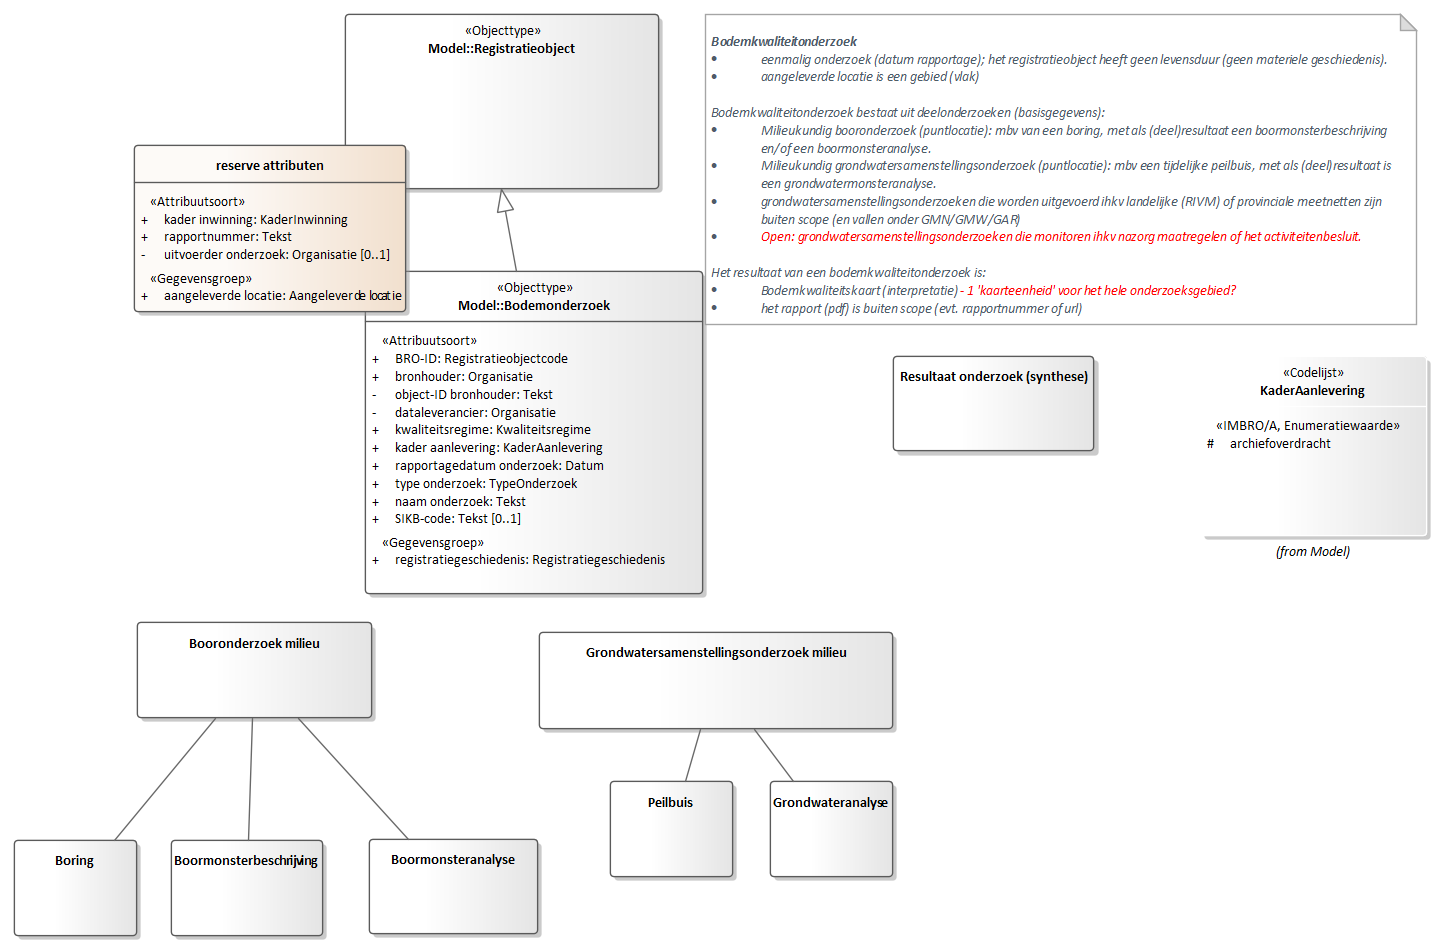 «Objecttype»
Model::Registratieobject
reserve attributen
«Attribuutsoort»
+ kader inwinning: KaderInwinning
+ rapportnummer: Tekst
- uitvoerder onderzoek: Organisatie [0..1]
«Gegevensgroep»
+ aangeleverde locatie: Aangeleverde locatie
«Objecttype»
Model::Bodemonderzoek
«Attribuutsoort»
+ BRO-ID: Registratieobjectcode
+ bronhouder: Organisatie
- object-ID bronhouder: Tekst
- dataleverancier: Organisatie
+ kwaliteitsregime: Kwaliteitsregime
+ kader aanlevering: KaderAanlevering
+ rapportagedatum onderzoek: Datum
+ type onderzoek: TypeOnderzoek
+ naam onderzoek: Tekst
+ SIKB-code: Tekst [0..1]
«Gegevensgroep»
+ registratiegeschiedenis: Registratiegeschiedenis
Bodemkwaliteitonderzoek
• eenmalig onderzoek (datum rapportage); het registratieobject heeft geen levensduur (geen materiele geschiedenis).
• aangeleverde locatie is een gebied (vlak)
Bodemkwaliteitonderzoek bestaat uit deelonderzoeken (basisgegevens):
• Milieukundig booronderzoek (puntlocatie): mbv van een boring, met als (deel)resultaat een boormonsterbeschrijving
en/of een boormonsteranalyse.
• Milieukundig grondwatersamenstellingsonderzoek (puntlocatie): mbv een tijdelijke peilbuis, met als (deel)resultaat is
een grondwatermonsteranalyse.
• grondwatersamenstellingsonderzoeken die worden uitgevoerd ihkv landelijke (RIVM) of provinciale meetnetten zijn
buiten scope (en vallen onder GMN/GMW/GAR)
• Open: grondwatersamenstellingsonderzoeken die monitoren ihkv nazorg maatregelen of het activiteitenbesluit.
Het resultaat van een bodemkwaliteitonderzoek is:
• Bodemkwaliteitskaart (interpretatie) - 1 'kaarteenheid' voor het hele onderzoeksgebied?
• het rapport (pdf) is buiten scope (evt. rapportnummer of url)
Resultaat onderzoek (synthese)
«Codelijst»
KaderAanlevering
«IMBRO/A, Enumeratiewaarde»
# archiefoverdracht
(from Model)
Booronderzoek milieu
Grondwatersamenstellingsonderzoek milieu
Peilbuis
Grondwateranalyse
Boring
Boormonsterbeschrijving
Boormonsteranalyse